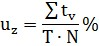 u_z = ∑ t_v / (T · N) %